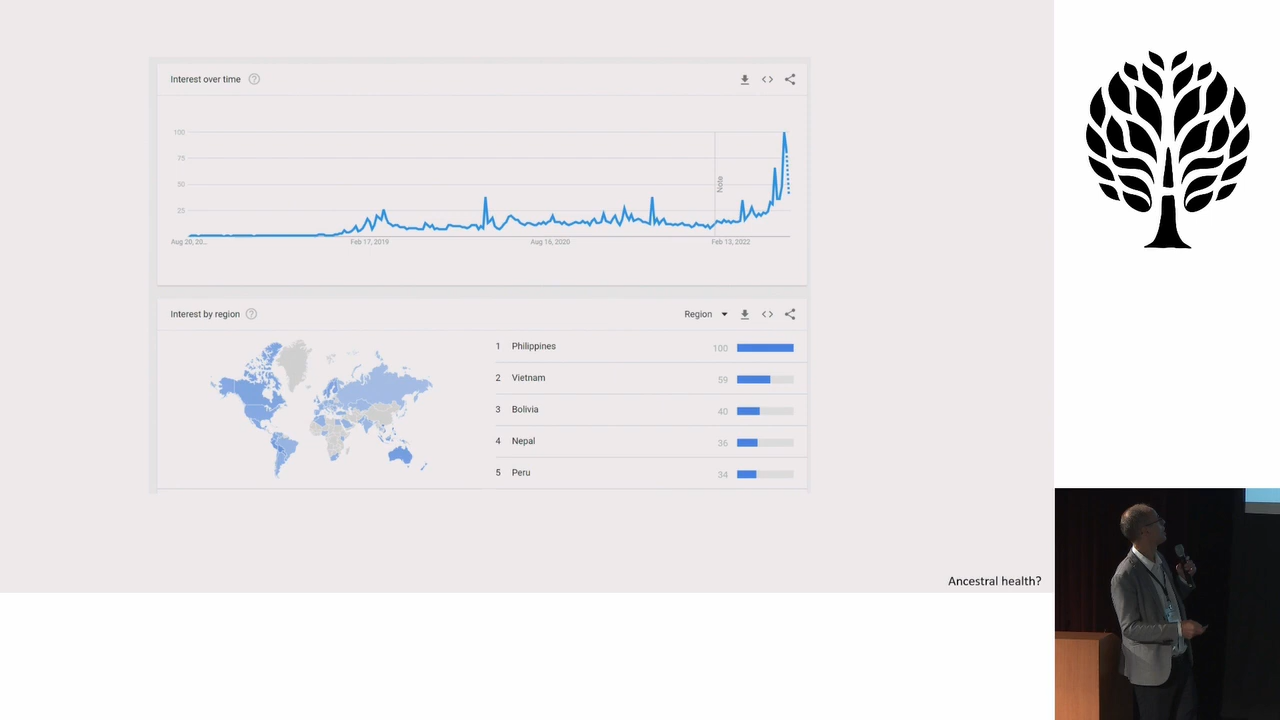 Interest over time
100
75
50
25
Note
Aug 20, 20...
Feb 17, 2019
Aug 16, 2020
Feb 13, 2022
Interest by region
Region
1 Philippines 100
2 Vietnam 59
3 Bolivia 40
4 Nepal 36
5 Peru 34
Ancestral health?